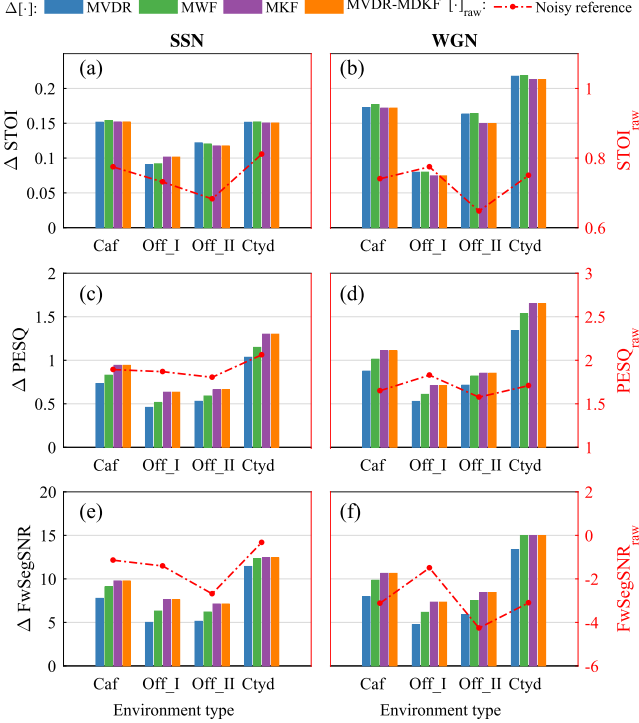 Δ[·]: MVDR MWF MKF MVDR-MDKF [·]raw: Noisy reference
SSN WGN
(a) (b)
Δ STOI
0.2
0.15
0.1
0.05
0
1
0.8
0.6
STOIraw
Caf Off_I Off_II Ctyd Caf Off_I Off_II Ctyd
(c) (d)
Δ PESQ
2
1.5
1
0.5
0
3
2.5
2
1.5
1
PESQraw
Caf Off_I Off_II Ctyd Caf Off_I Off_II Ctyd
(e) (f)
Δ FwSegSNR
20
15
10
5
0
2
0
-2
-4
-6
FwSegSNRraw
Caf Off_I Off_II Ctyd Caf Off_I Off_II Ctyd
Environment type Environment type